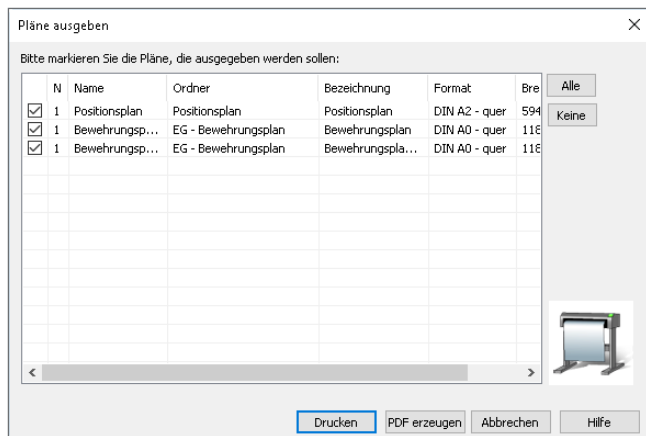 Pläne ausgeben
Bitte markieren Sie die Pläne, die ausgegeben werden sollen:
N Name Ordner Bezeichnung Format Bre
1 Positionsplan Positionsplan Positionsplan DIN A2 - quer 594
1 Bewehrungsp... EG - Bewehrungsplan Bewehrungsplan DIN A0 - quer 118
1 Bewehrungsp... EG - Bewehrungsplan Bewehrungspla... DIN A0 - quer 118
Alle
Keine
Drucken PDF erzeugen Abbrechen Hilfe